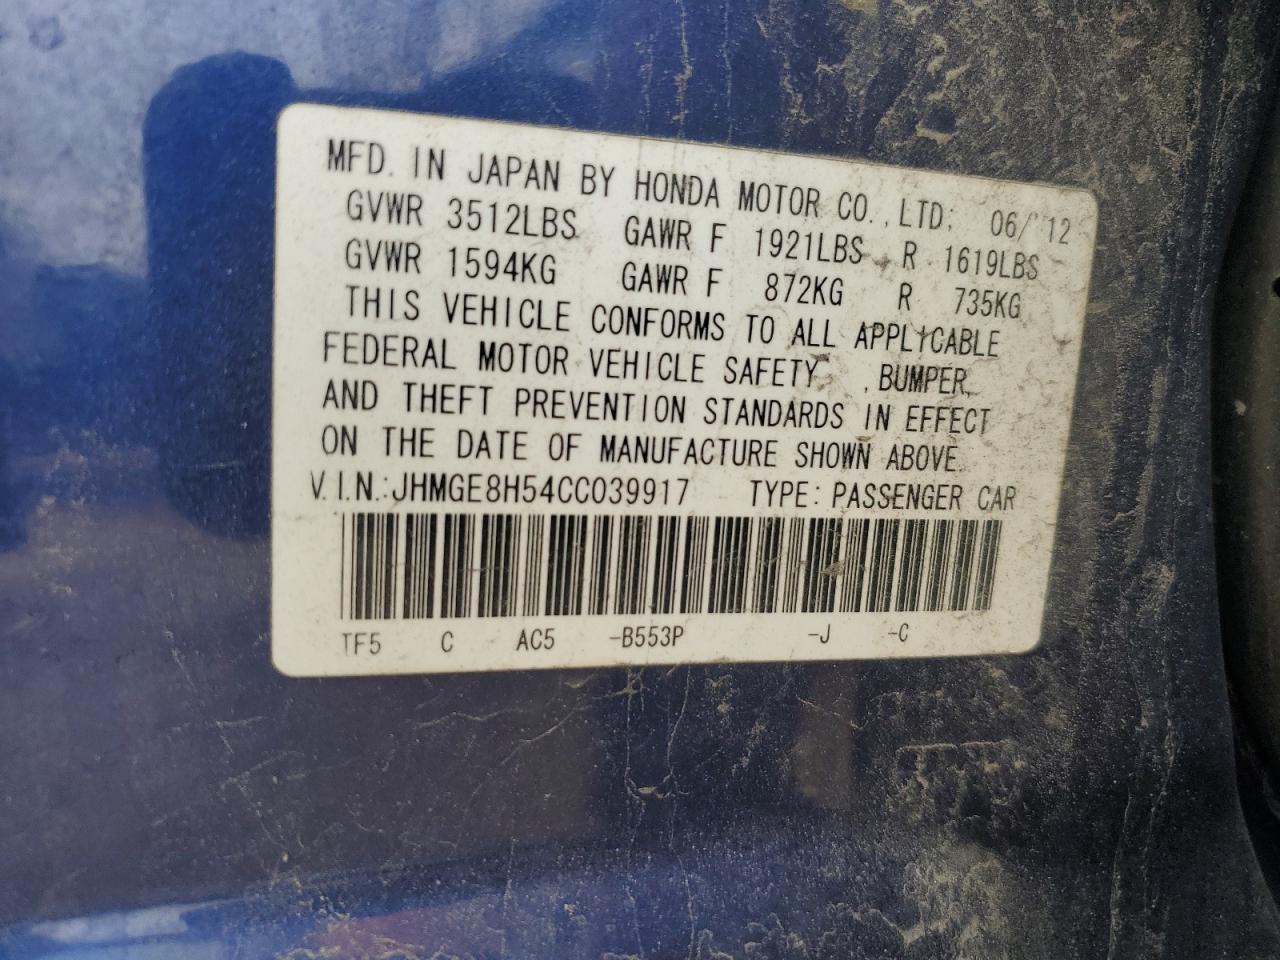 MFD. IN JAPAN BY HONDA MOTOR CO.,LTD; 06/'12
GVWR 3512LBS GAWR F 1921LBS R 1619LBS
GVWR 1594KG GAWR F 872KG R 735KG
THIS VEHICLE CONFORMS TO ALL APPLICABLE
FEDERAL MOTOR VEHICLE SAFETY , BUMPER,
AND THEFT PREVENTION STANDARDS IN EFFECT
ON THE DATE OF MANUFACTURE SHOWN ABOVE.
V.I.N.:JHMGE8H54CC039917 TYPE:PASSENGER CAR
TF5 C AC5 -B553P -J -C